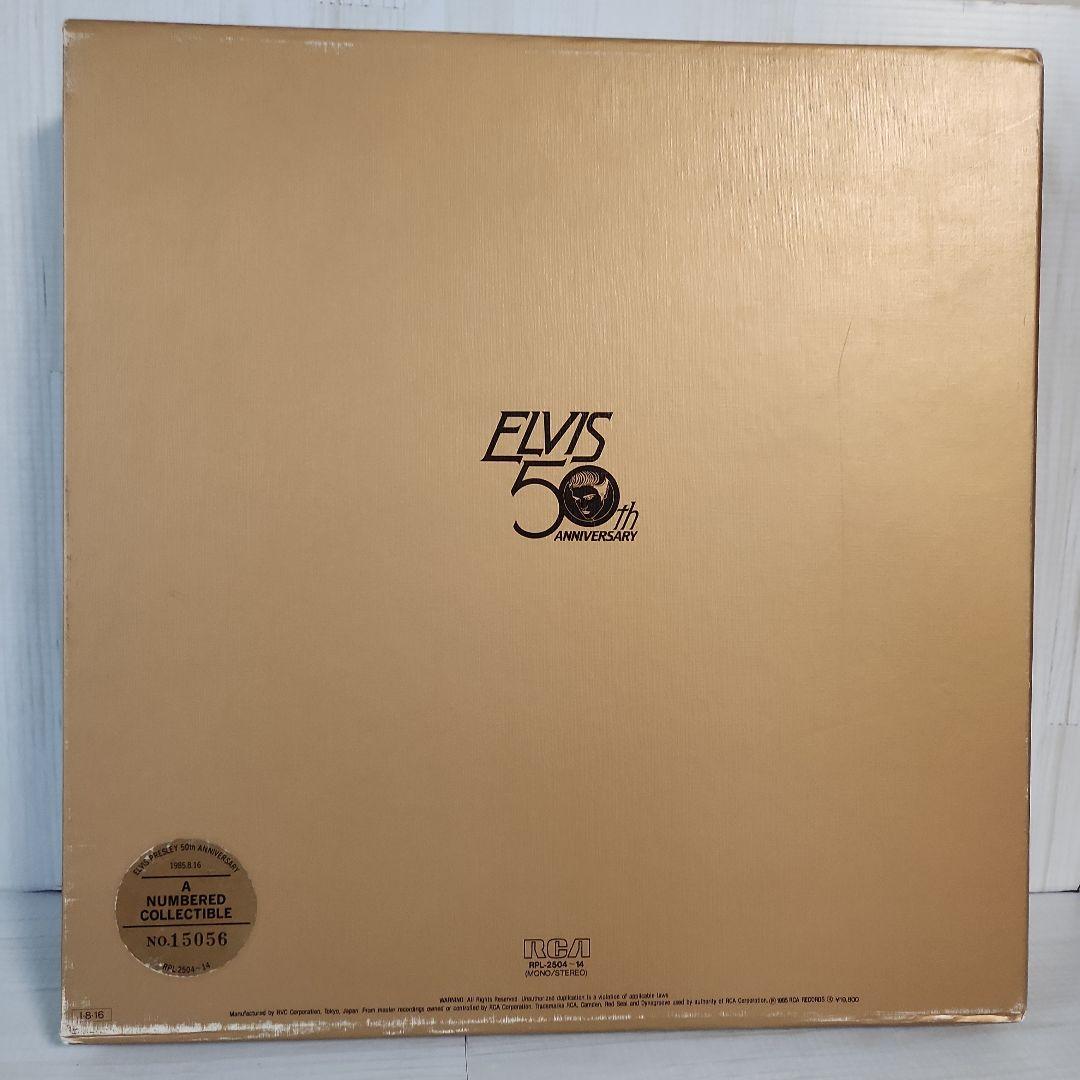 ELVIS
50th
ANNIVERSARY
ELVIS PRESLEY 50th ANNIVERSARY
1985.8.16
A
NUMBERED
COLLECTIBLE
NO.15056
RPL-2504~14
RCA
RPL-2504~14
(MONO/STEREO)
WARNING: All Rights Reserved. Unauthorized duplication is a violation of applicable laws.
Manufactured by RVC Corporation, Tokyo, Japan. From master recordings owned or controlled by RCA Corporation. Trademarks RCA, Camden, Red Seal and Dynagroove used by authority of RCA Corporation. ⓟ 1985 RCA RECORDS Ⓡ ¥19,800
I-8-16